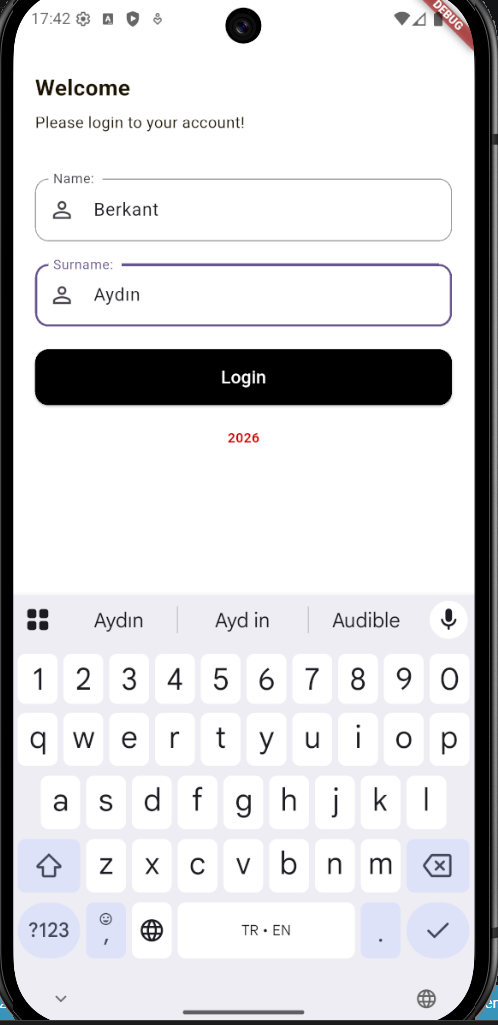 17:42
DEBUG
Welcome
Please login to your account!
Name:
Berkant
Surname:
Aydın
Login
2026
Aydın Ayd in Audible
1 2 3 4 5 6 7 8 9 0
q w e r t y u i o p
a s d f g h j k l
z x c v b n m
?123 , TR • EN .